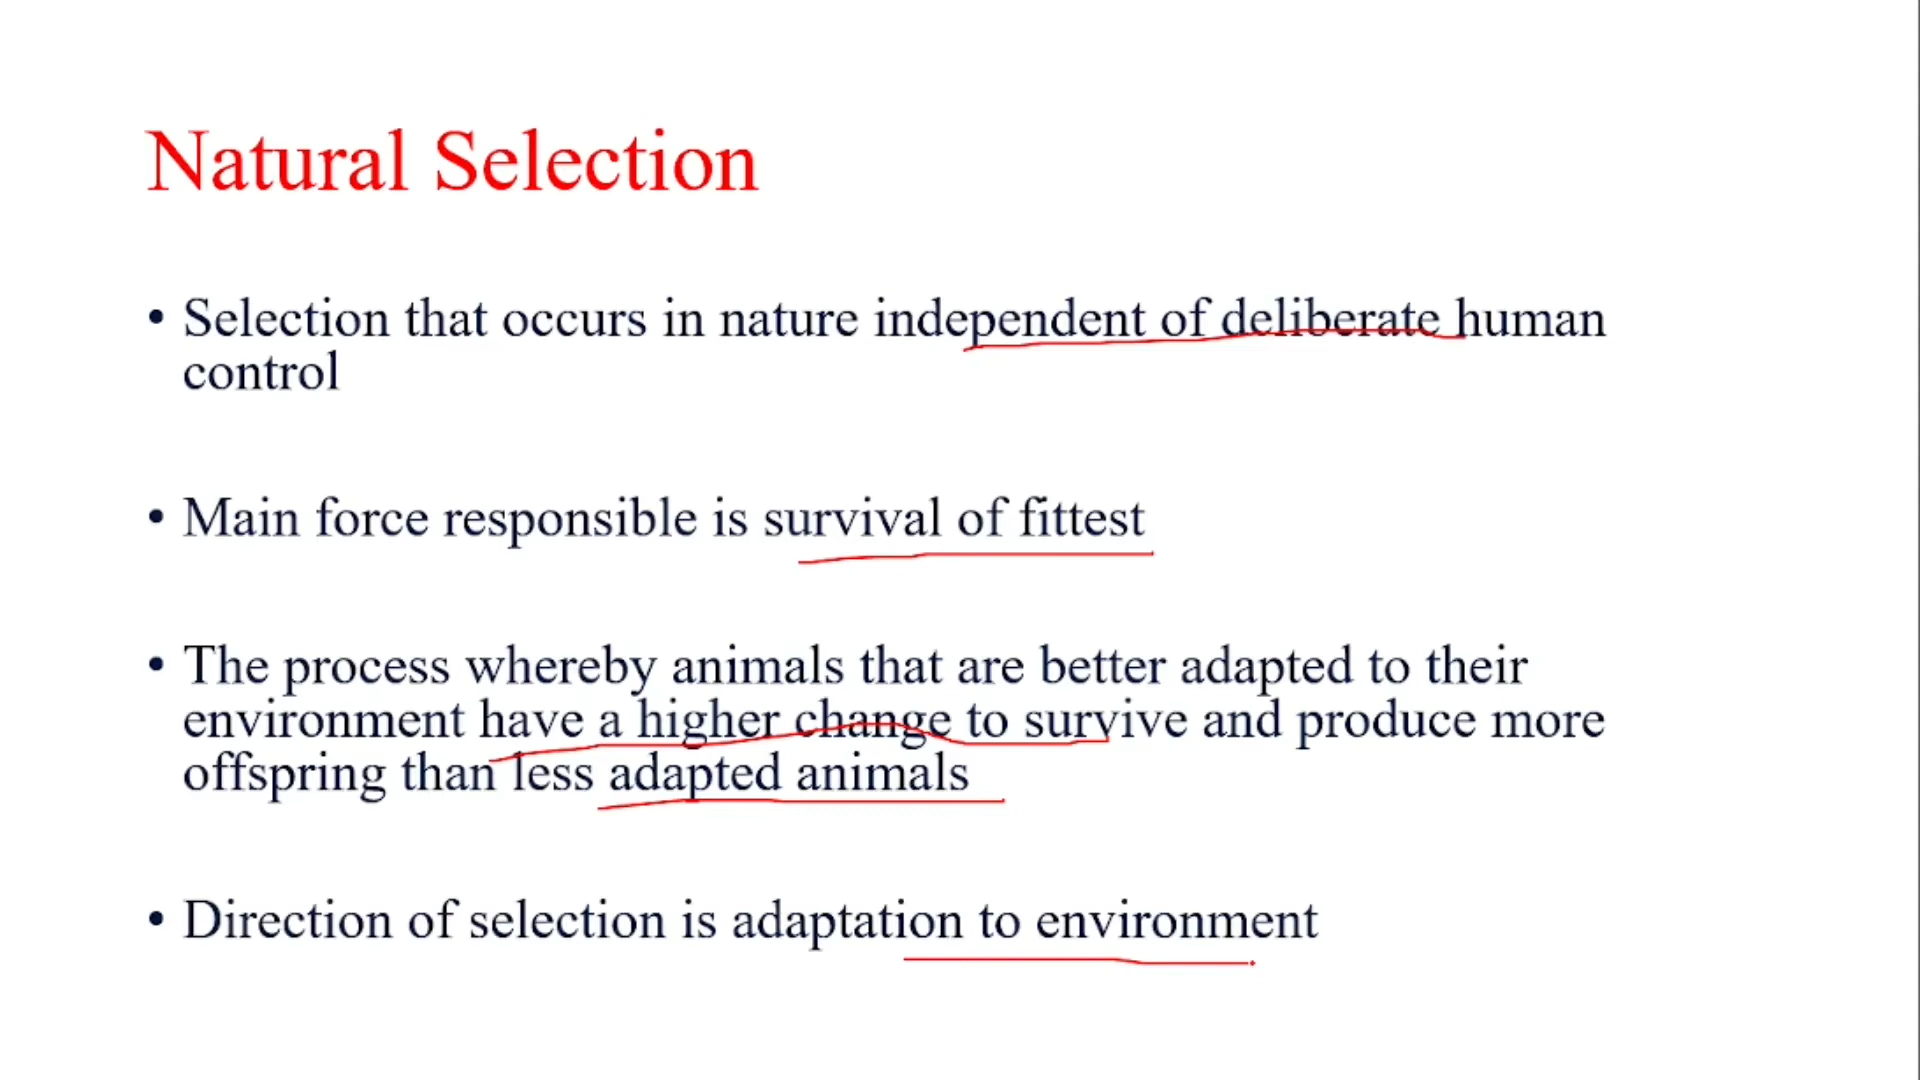 Natural Selection
• Selection that occurs in nature independent of deliberate human
control
• Main force responsible is survival of fittest
• The process whereby animals that are better adapted to their
environment have a higher change to survive and produce more
offspring than less adapted animals
• Direction of selection is adaptation to environment